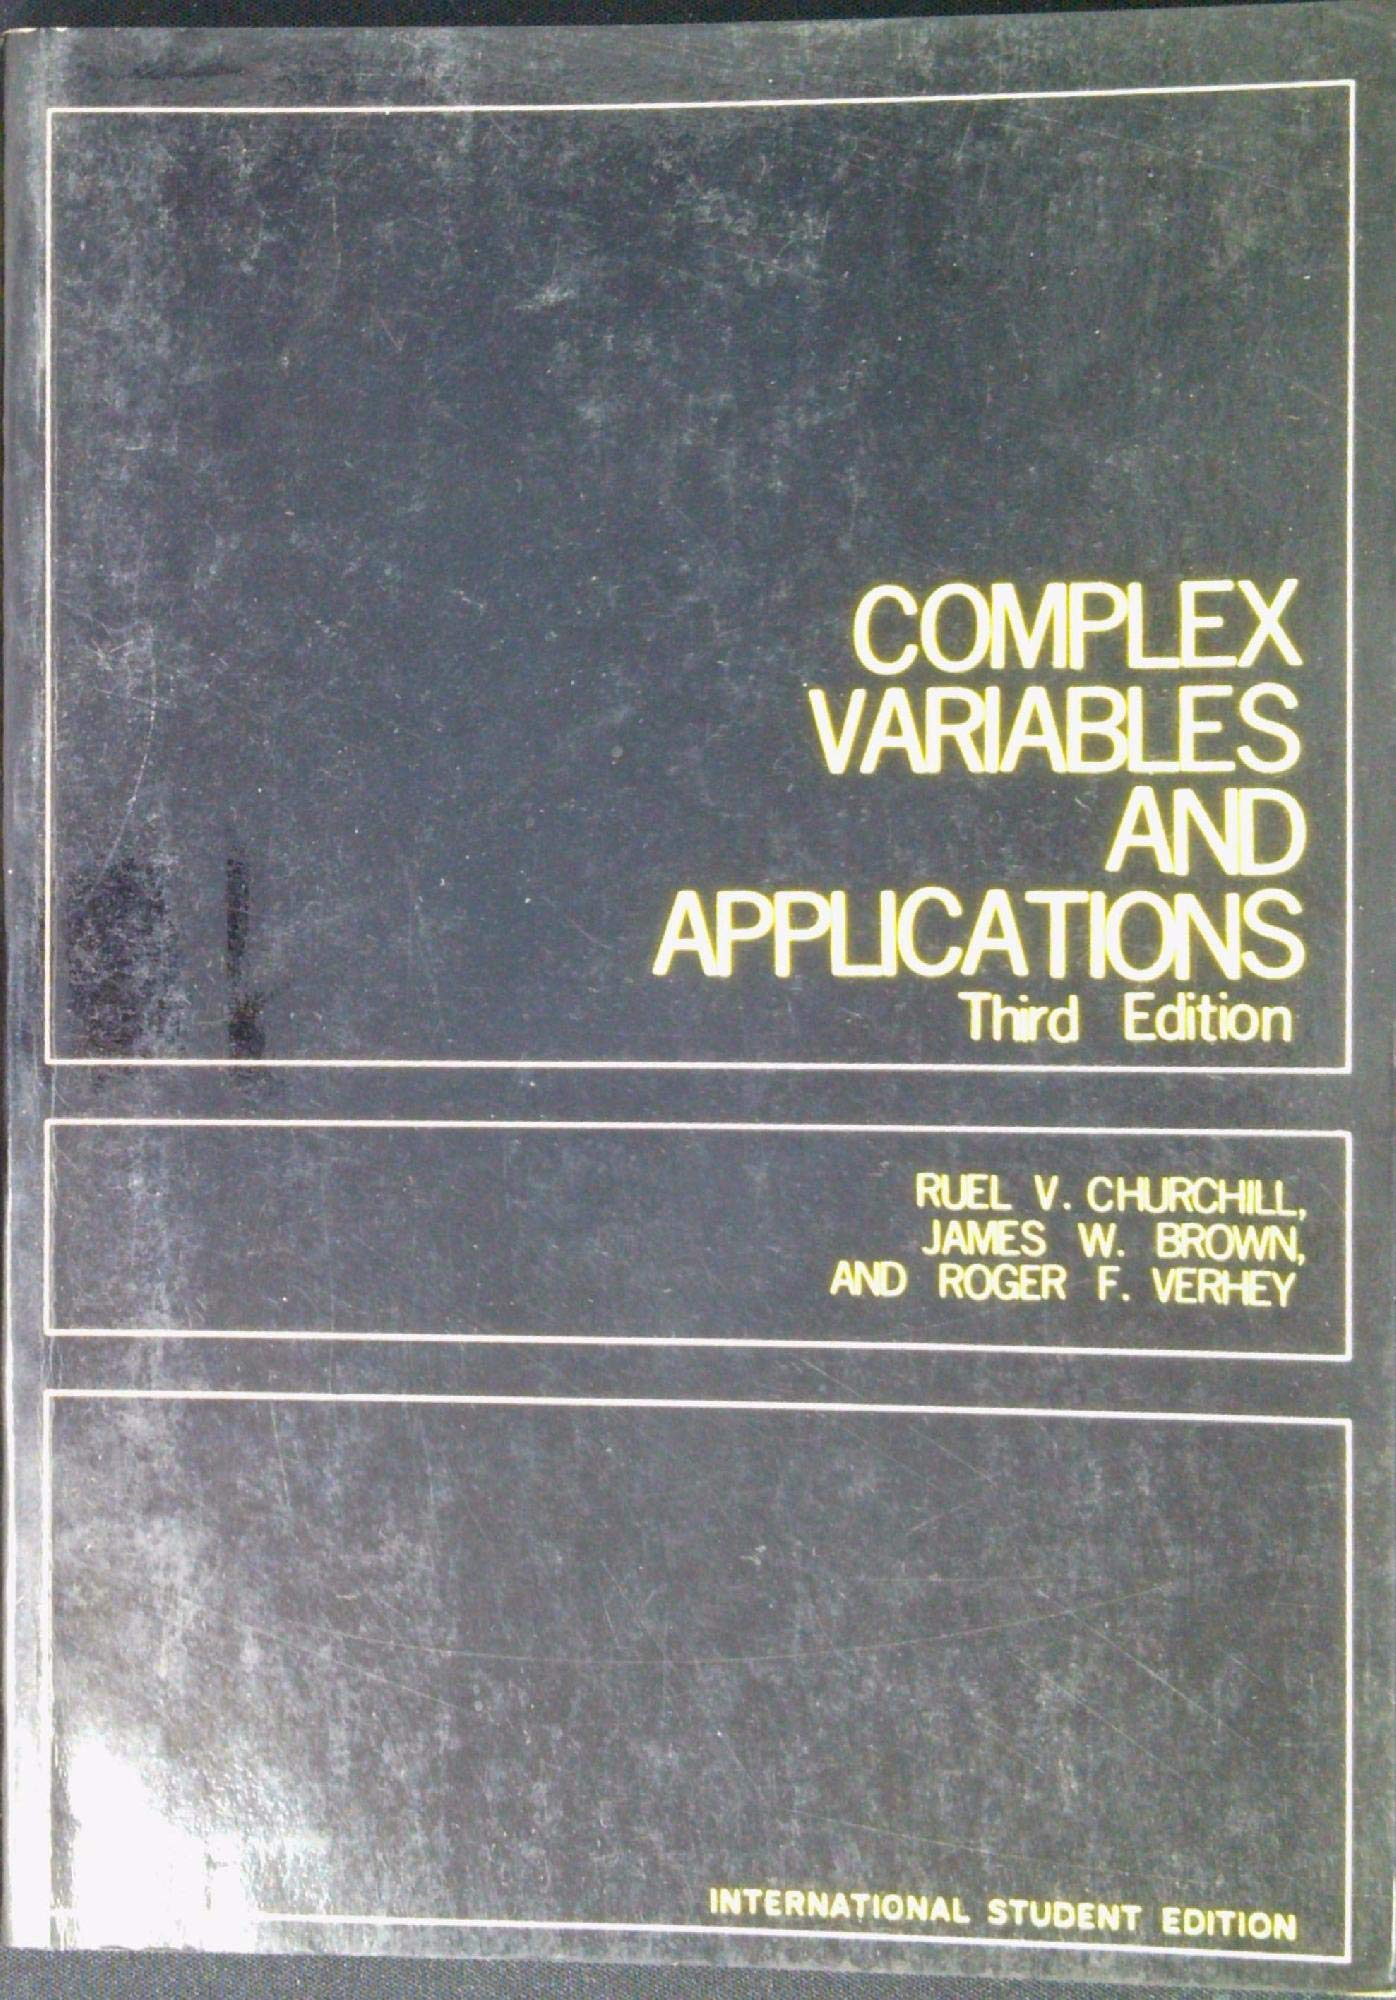 COMPLEX
VARIABLES
AND
APPLICATIONS
Third Edition
RUEL V. CHURCHILL,
JAMES W. BROWN,
AND ROGER F. VERHEY
INTERNATIONAL STUDENT EDITION